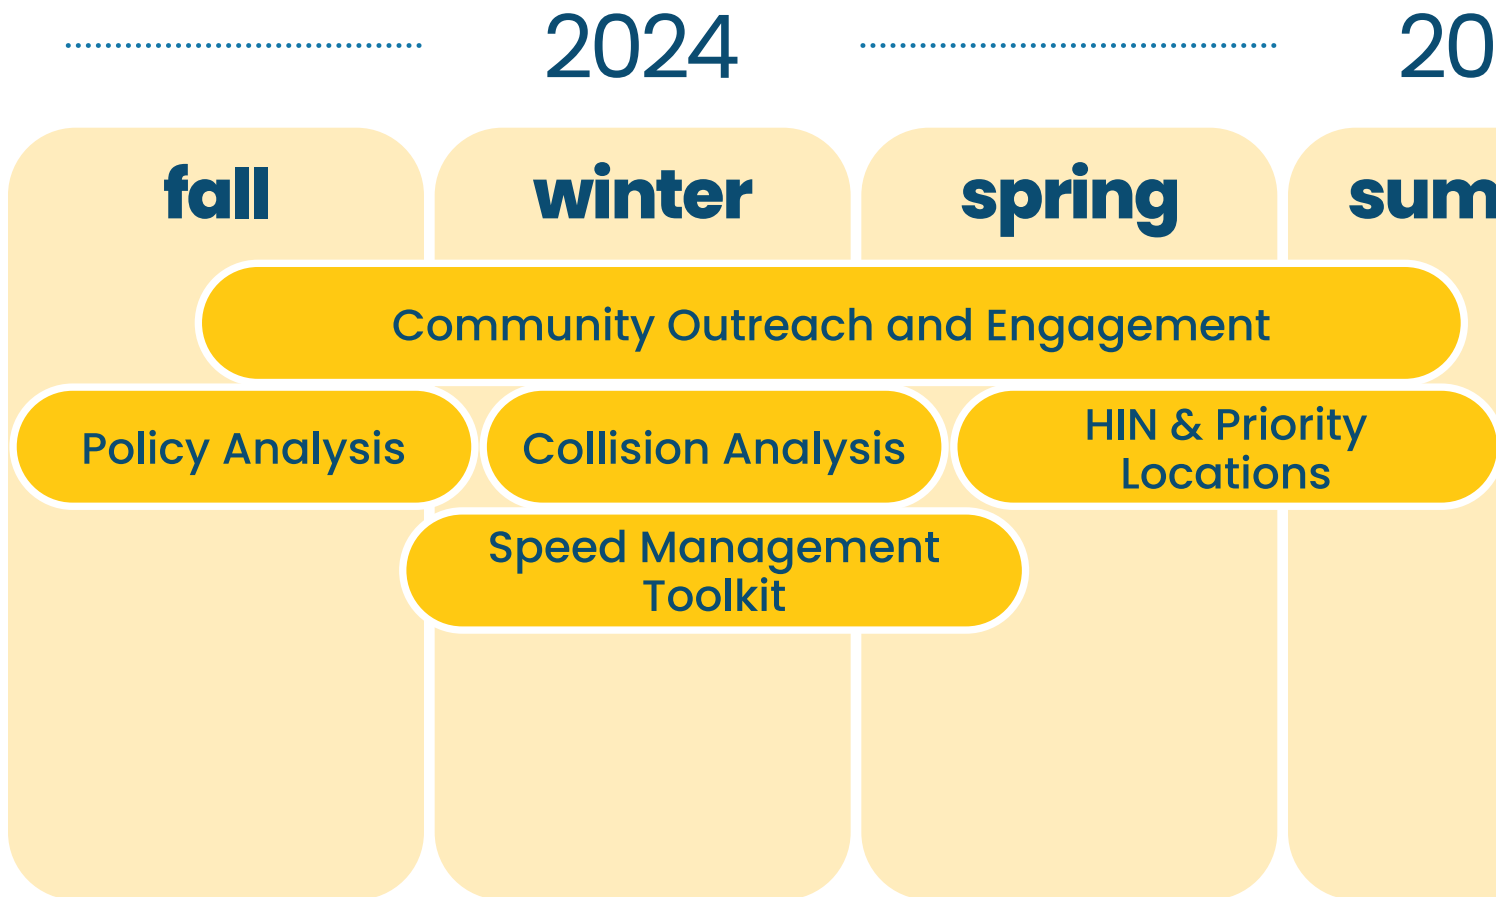 2024
20
fall
winter
spring
sum
Community Outreach and Engagement
Policy Analysis
Collision Analysis
HIN & Priority
Locations
Speed Management
Toolkit